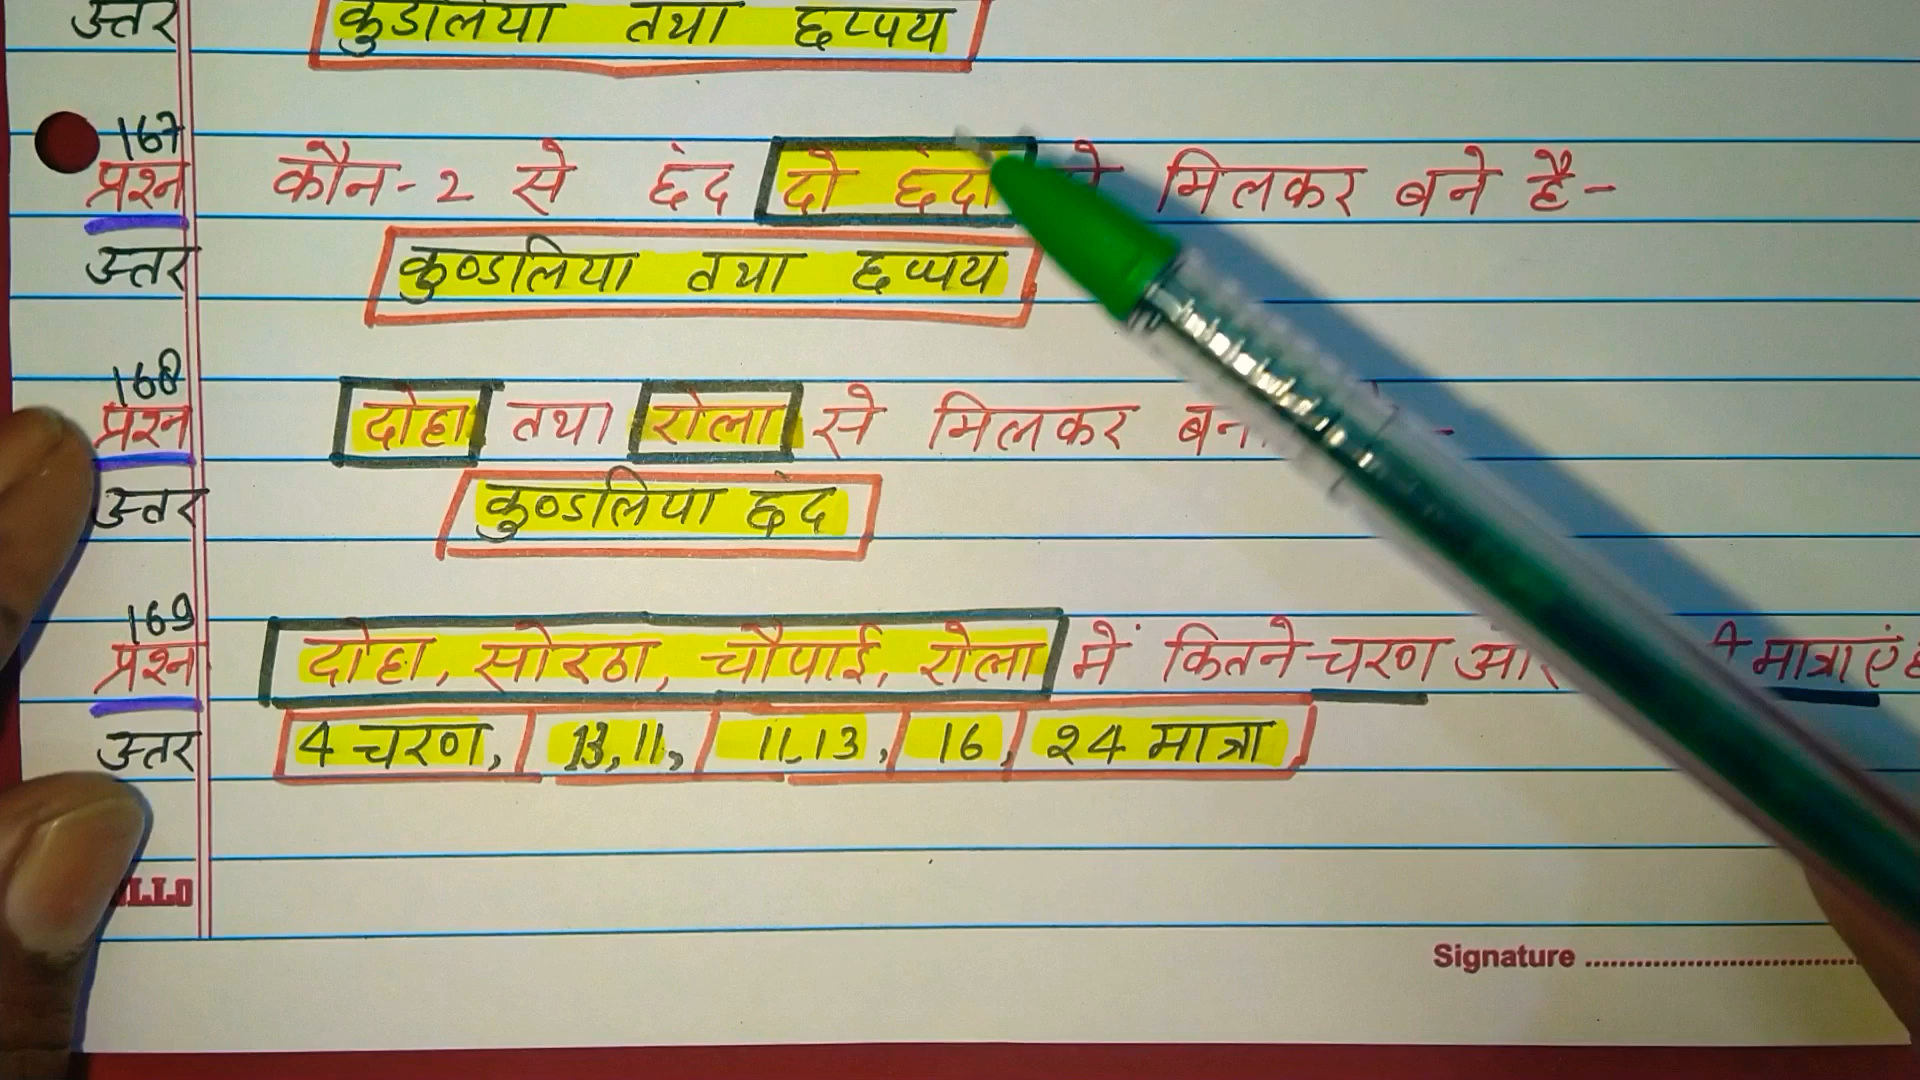 उत्तर कुंडलिया तथा छप्पय
167
प्रश्न कौन-2 से छंद दो छंदो मिलकर बने है-
उत्तर कुण्डलिया तथा छप्पय
168
प्रश्न दोहा तथा रोला से मिलकर
उत्तर कुण्डलिया छंद
169
प्रश्न दोहा, सोरठा, चौपाई, रोला में कितने चरण मात्राएं
उत्तर 4 चरण, 13,11, 11,13, 16, 24 मात्रा
Signature